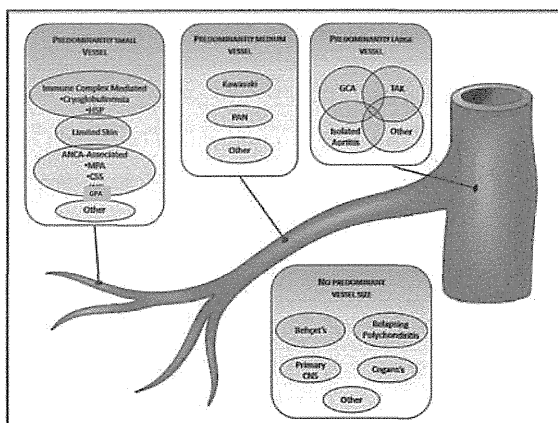 PREDOMINANTLY SMALL
VESSEL
Immune Complex Mediated
•Cryoglobulinemia
•HSP
Limited Skin
ANCA-Associated
•MPA
•CSS
GPA
Other
PREDOMINANTLY MEDIUM
VESSEL
Kawasaki
PAN
Other
PREDOMINANTLY LARGE
VESSEL
GCA
TAK
Isolated
Aortitis
Other
NO PREDOMINANT
VESSEL SIZE
Behçet's
Relapsing
Polychondritis
Primary
CNS
Cogans's
Other